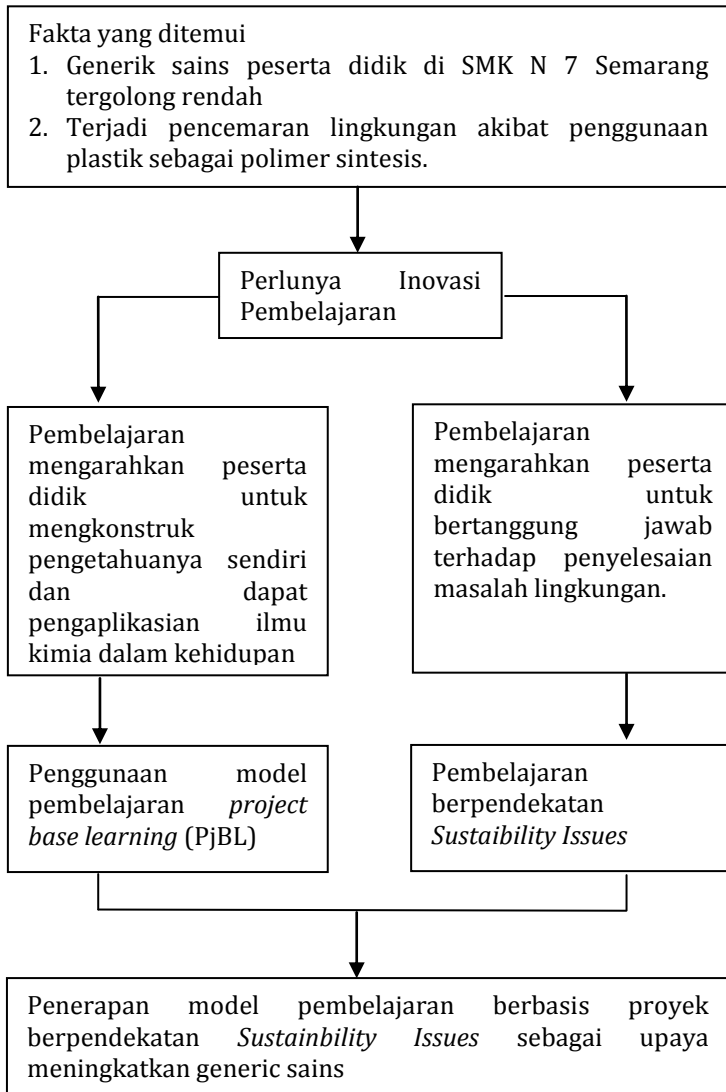 Fakta yang ditemui
1. Generik sains peserta didik di SMK N 7 Semarang
tergolong rendah
2. Terjadi pencemaran lingkungan akibat penggunaan
plastik sebagai polimer sintesis.
Perlunya Inovasi
Pembelajaran
Pembelajaran
mengarahkan peserta
didik untuk
mengkonstruk
pengetahuanya sendiri
dan dapat
pengaplikasian ilmu
kimia dalam kehidupan
Pembelajaran
mengarahkan peserta
didik untuk
bertanggung jawab
terhadap penyelesaian
masalah lingkungan.
Penggunaan model
pembelajaran project
base learning (PjBL)
Pembelajaran
berpendekatan
Sustaibility Issues
Penerapan model pembelajaran berbasis proyek
berpendekatan Sustainbility Issues sebagai upaya
meningkatkan generic sains